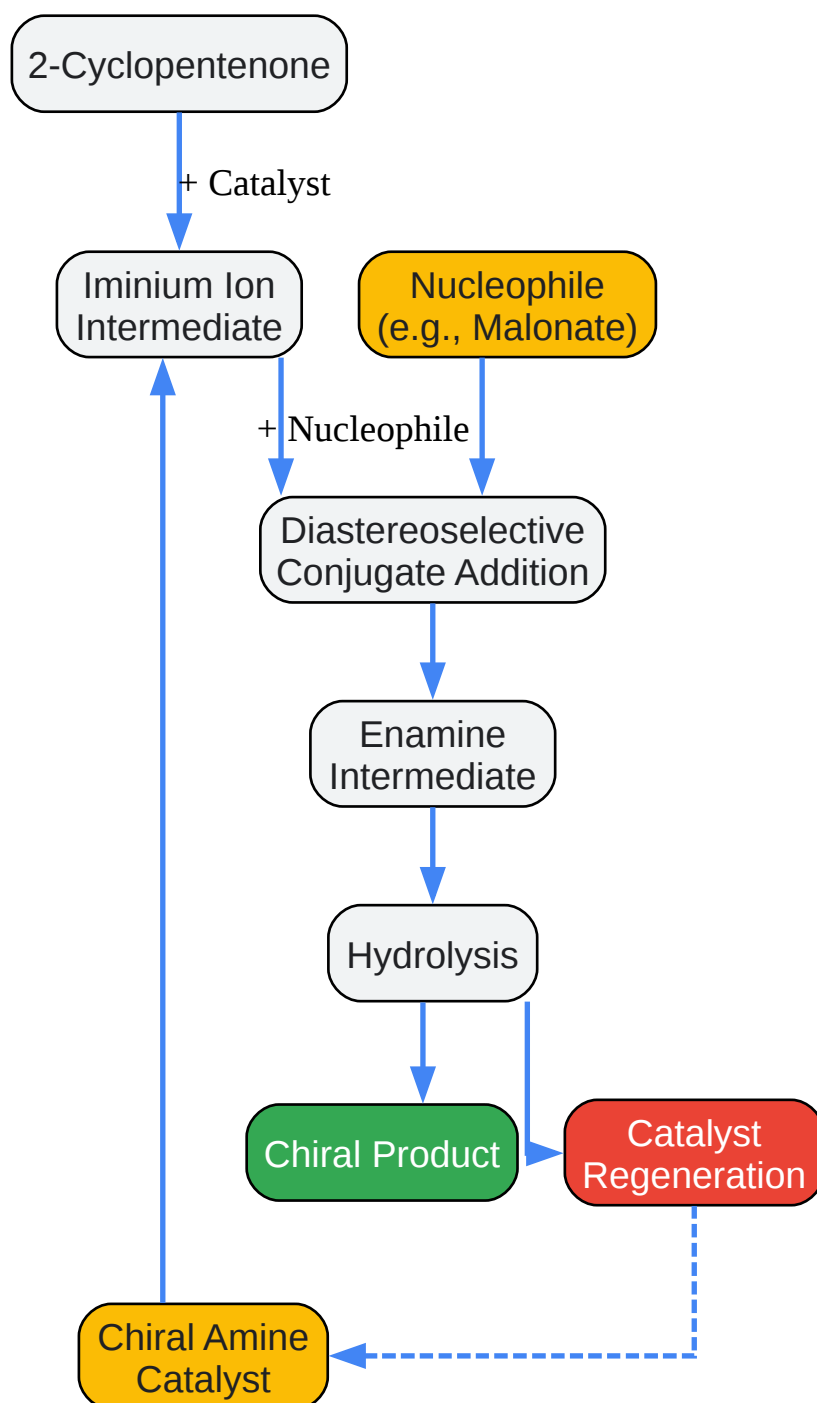 2-Cyclopentenone
+ Catalyst
Iminium Ion
Intermediate
Nucleophile
(e.g., Malonate)
+ Nucleophile
Diastereoselective
Conjugate Addition
Enamine
Intermediate
Hydrolysis
Chiral Product
Catalyst
Regeneration
Chiral Amine
Catalyst